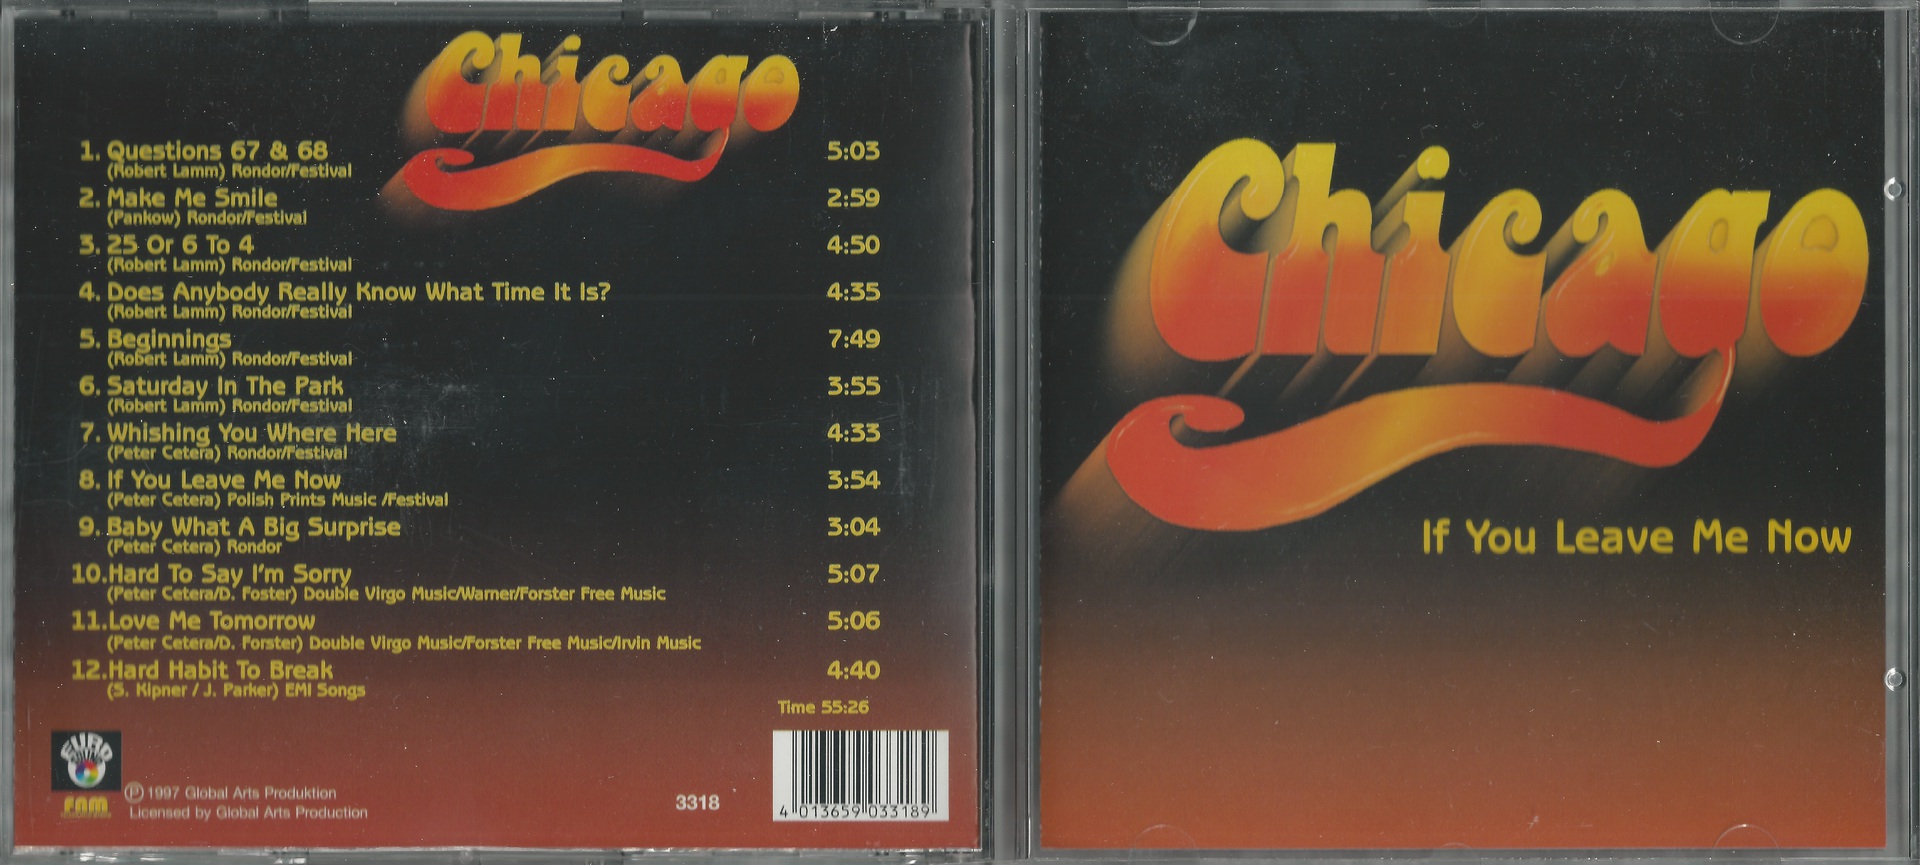 Chicago
1. Questions 67 & 68 5:03
(Robert Lamm) Rondor/Festival
2. Make Me Smile 2:59
(Pankow) Rondor/Festival
3. 25 Or 6 To 4 4:50
(Robert Lamm) Rondor/Festival
4. Does Anybody Really Know What Time It Is? 4:35
(Robert Lamm) Rondor/Festival
5. Beginnings 7:49
(Robert Lamm) Rondor/Festival
6. Saturday In The Park 3:55
(Robert Lamm) Rondor/Festival
7. Whishing You Where Here 4:33
(Peter Cetera) Rondor/Festival
8. If You Leave Me Now 3:54
(Peter Cetera) Polish Prints Music /Festival
9. Baby What A Big Surprise 3:04
(Peter Cetera) Rondor
10. Hard To Say I'm Sorry 5:07
(Peter Cetera/D. Foster) Double Virgo Music/Warner/Forster Free Music
11. Love Me Tomorrow 5:06
(Peter Cetera/D. Forster) Double Virgo Music/Forster Free Music/Irvin Music
12. Hard Habit To Break 4:40
(S. Kipner / J. Parker) EMI Songs
Time 55:26
EURO
FAM
℗ 1997 Global Arts Produktion
Licensed by Global Arts Production
3318
4 013659 033189
Chicago
If You Leave Me Now